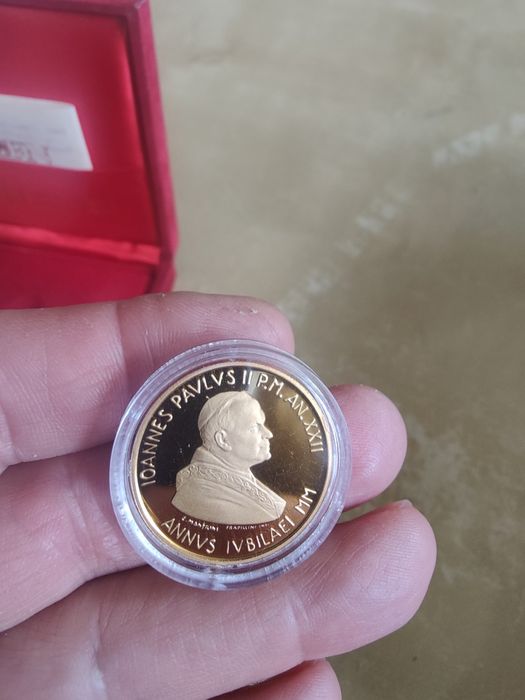 IOANNES PAVLVS II P.M. AN. XXII
ANNVS IVBILAEI MM